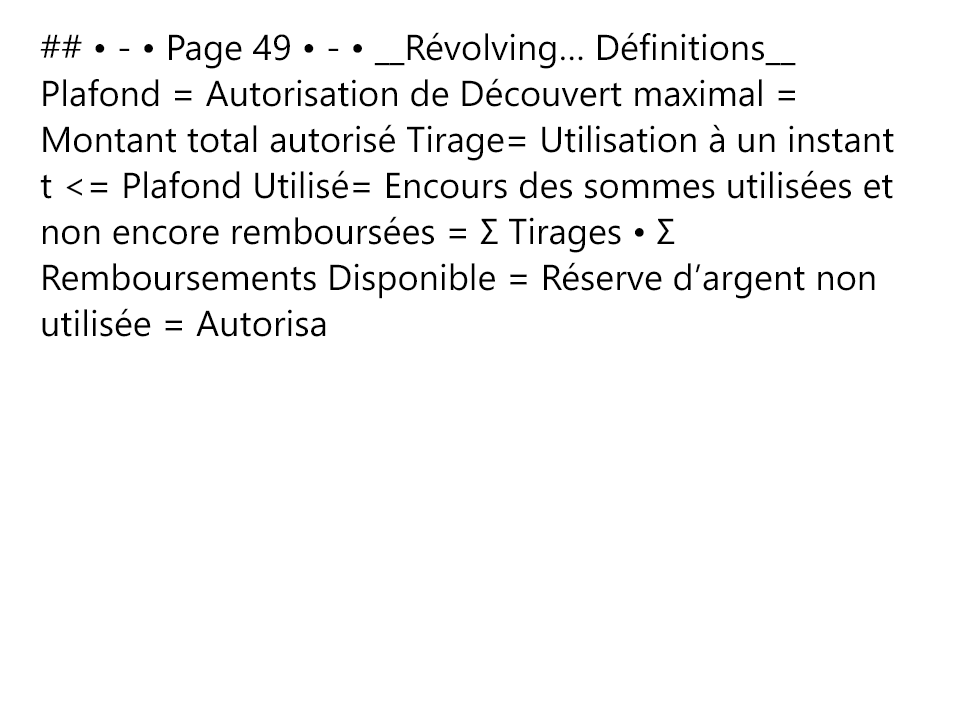 ## • - • Page 49 • - • __Révolving… Définitions__
Plafond = Autorisation de Découvert maximal =
Montant total autorisé Tirage= Utilisation à un instant
t <= Plafond Utilisé= Encours des sommes utilisées et
non encore remboursées = Σ Tirages • Σ
Remboursements Disponible = Réserve d’argent non
utilisée = Autorisa